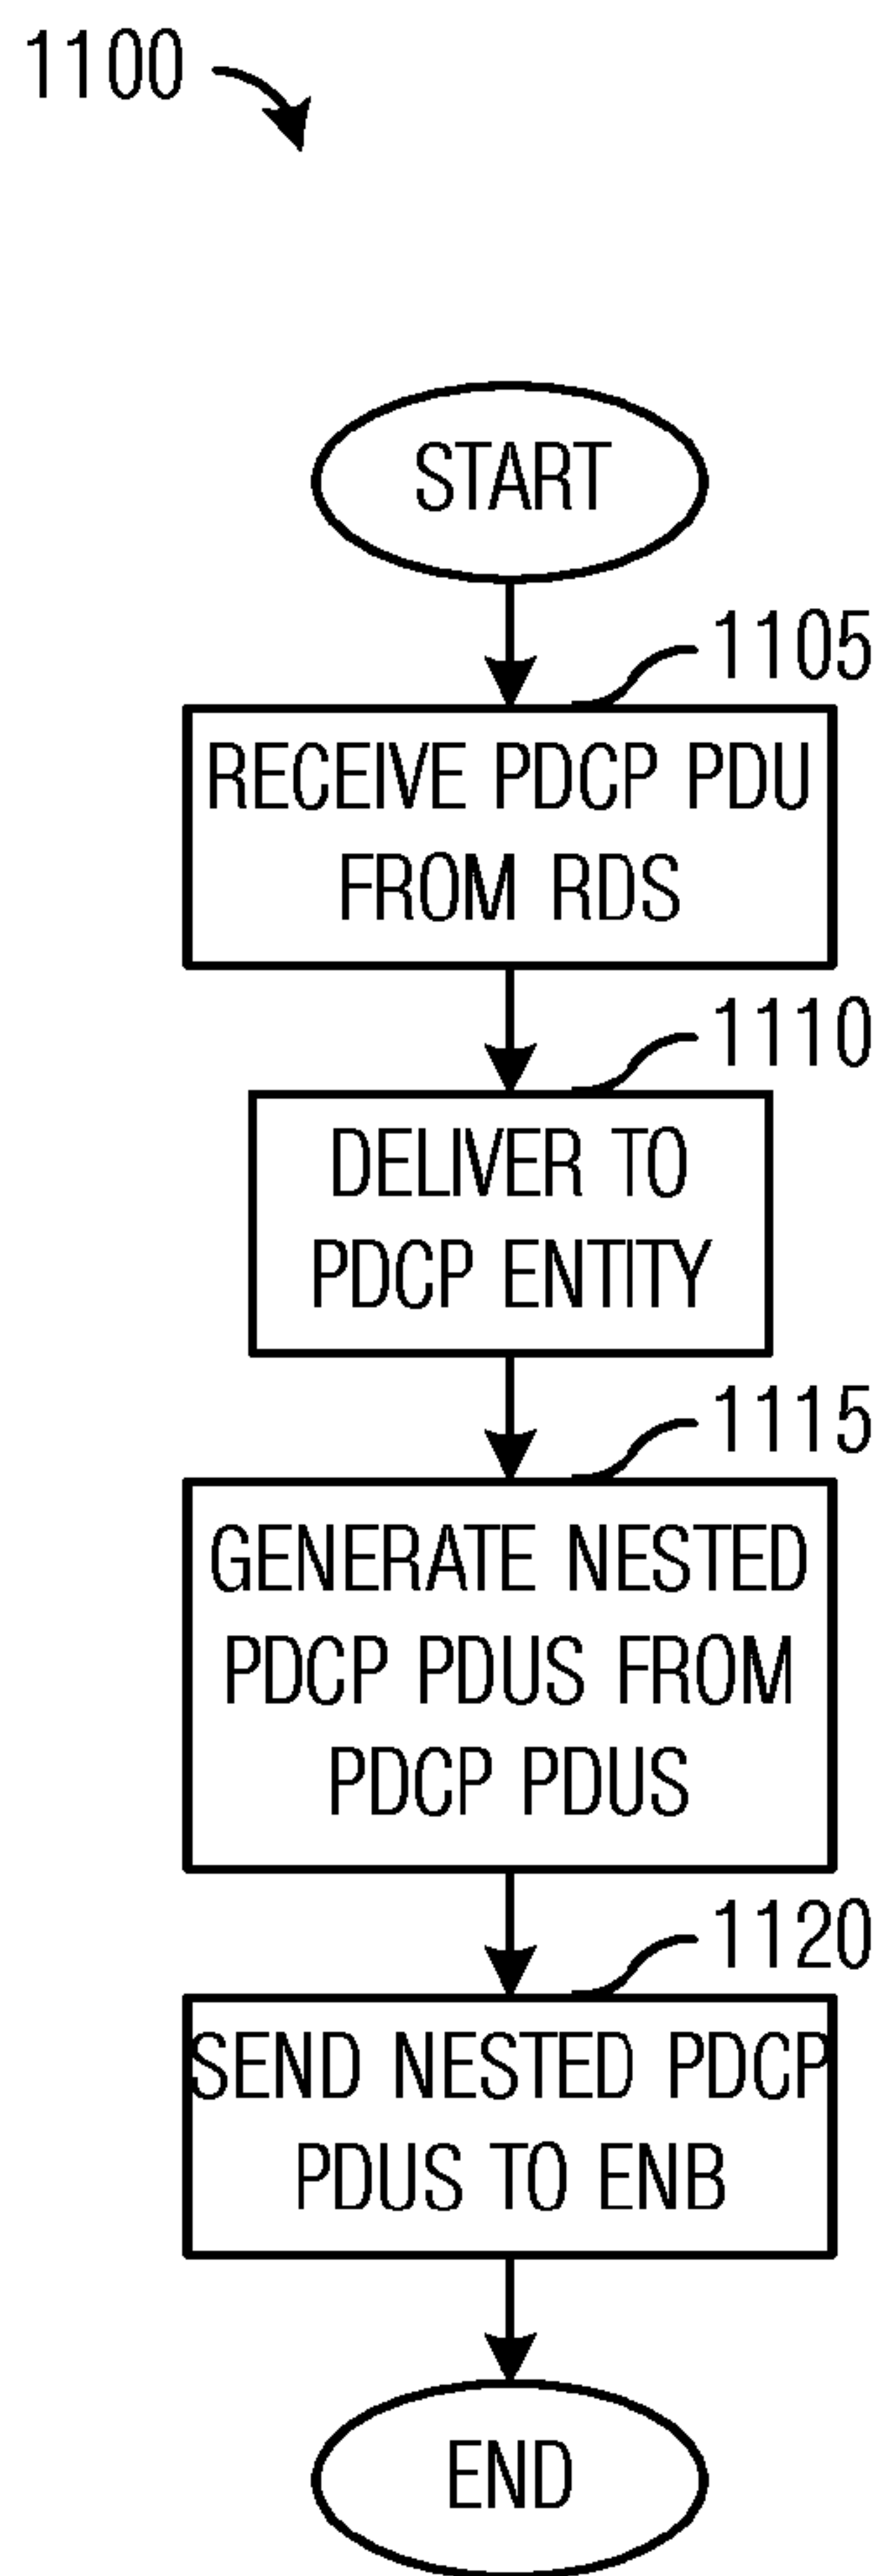 1100
START
1105
RECEIVE PDCP PDU
FROM RDS
1110
DELIVER TO
PDCP ENTITY
1115
GENERATE NESTED
PDCP PDUS FROM
PDCP PDUS
1120
SEND NESTED PDCP
PDUS TO ENB
END